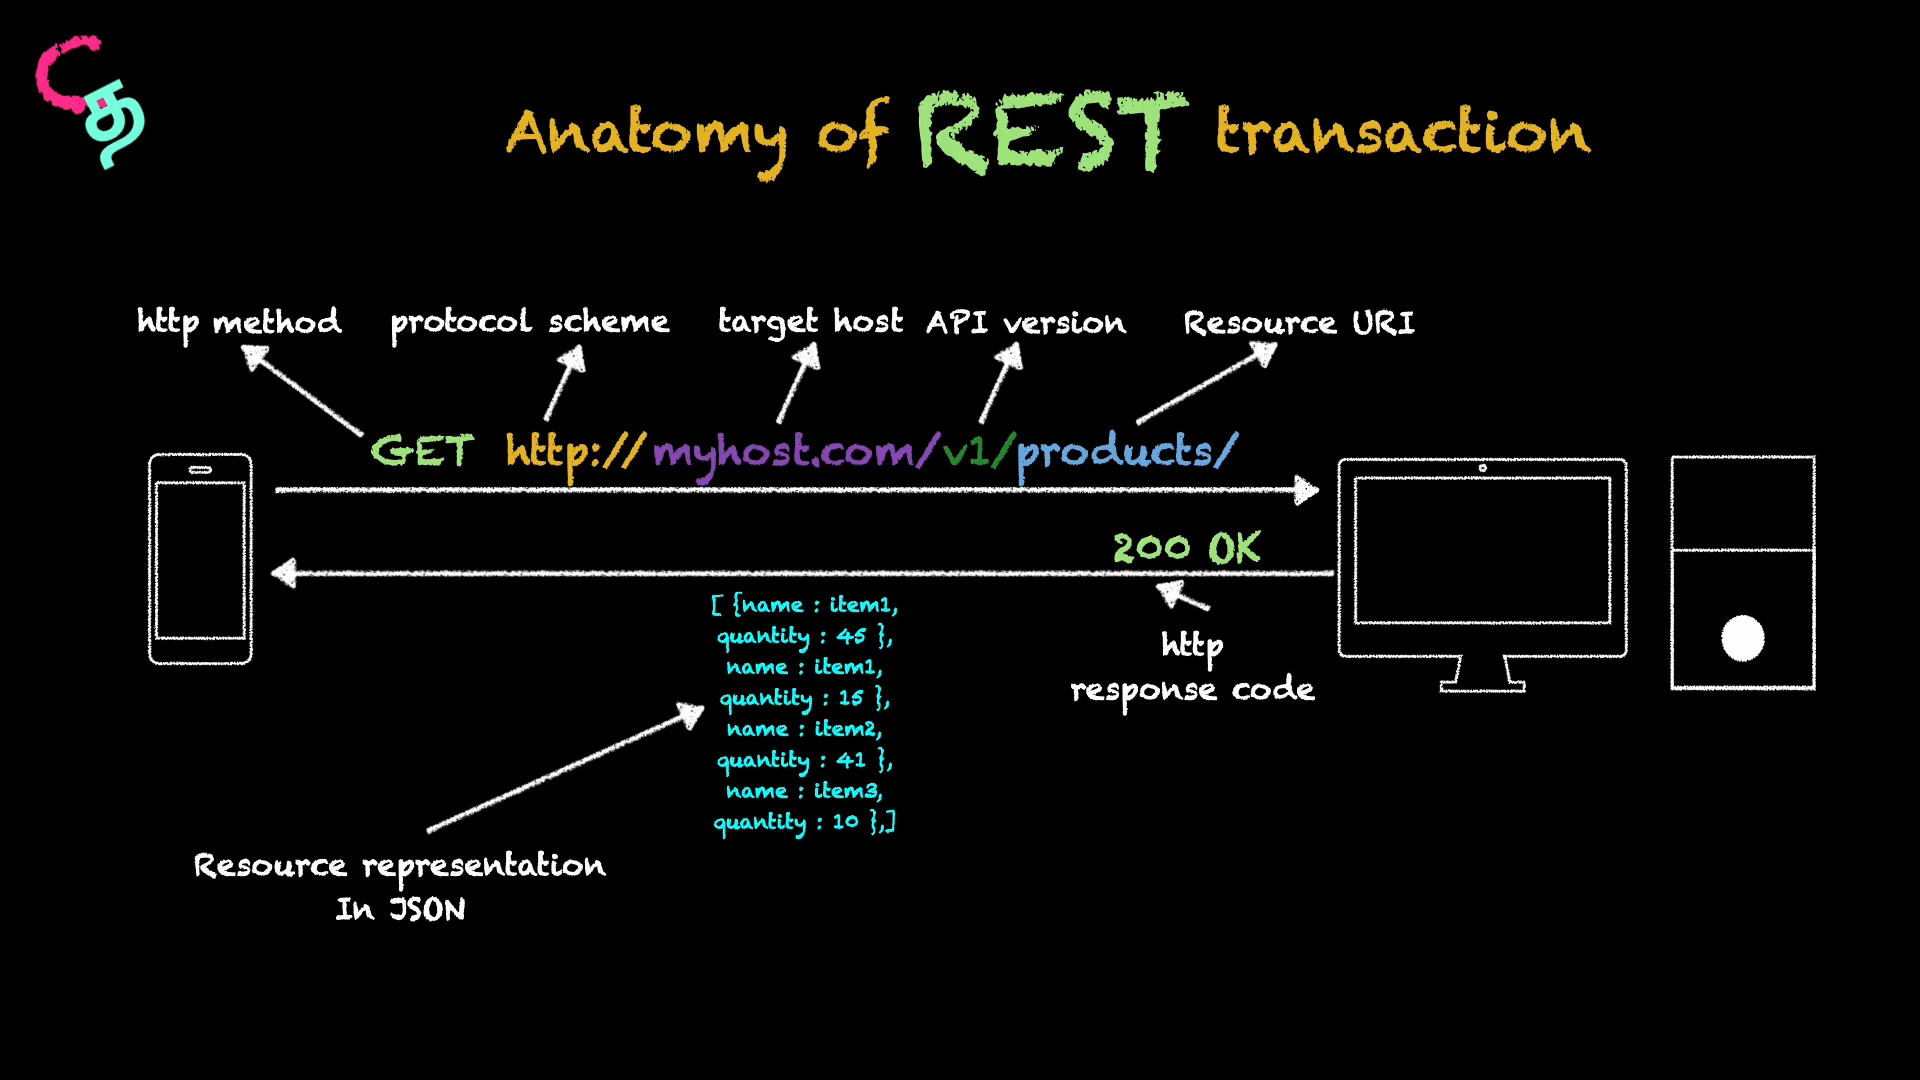 Anatomy of REST transaction
http method protocol scheme target host API version Resource URI
GET http:// myhost.com/v1/products/
200 OK
[ {name : item1,
quantity : 45 },
name : item1,
quantity : 15 },
name : item2,
quantity : 41 },
name : item3,
quantity : 10 },]
http
response code
Resource representation
In JSON